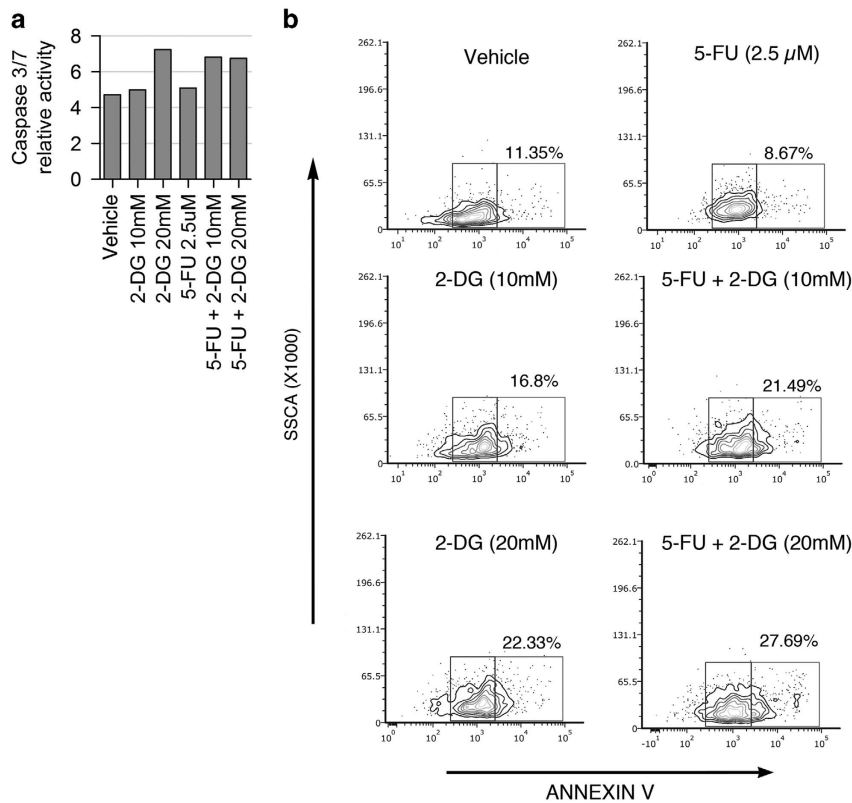 a
Caspase 3/7
relative activity
8
6
4
2
0
Vehicle
2-DG 10mM
2-DG 20mM
5-FU 2.5uM
5-FU + 2-DG 10mM
5-FU + 2-DG 20mM
b
SSCA (X1000)
Vehicle
262.1
196.6
131.1
65.5
0
11.35%
10¹ 10² 10³ 10⁴ 10⁵
5-FU (2.5 µM)
262.1
196.6
131.1
65.5
0.0
8.67%
10¹ 10² 10³ 10⁴ 10⁵
2-DG (10mM)
262.1
196.6
131.1
65.5
0
16.8%
10¹ 10² 10³ 10⁴ 10⁵
5-FU + 2-DG (10mM)
262.1
196.6
131.1
65.5
0.0
21.49%
10⁰ 10¹ 10² 10³ 10⁴ 10⁵
2-DG (20mM)
262.1
196.6
131.1
65.5
0
22.33%
10⁰ 10¹ 10² 10³ 10⁴ 10⁵
5-FU + 2-DG (20mM)
262.1
196.6
131.1
65.5
0.0
27.69%
-10¹ 10² 10³ 10⁴ 10⁵
ANNEXIN V